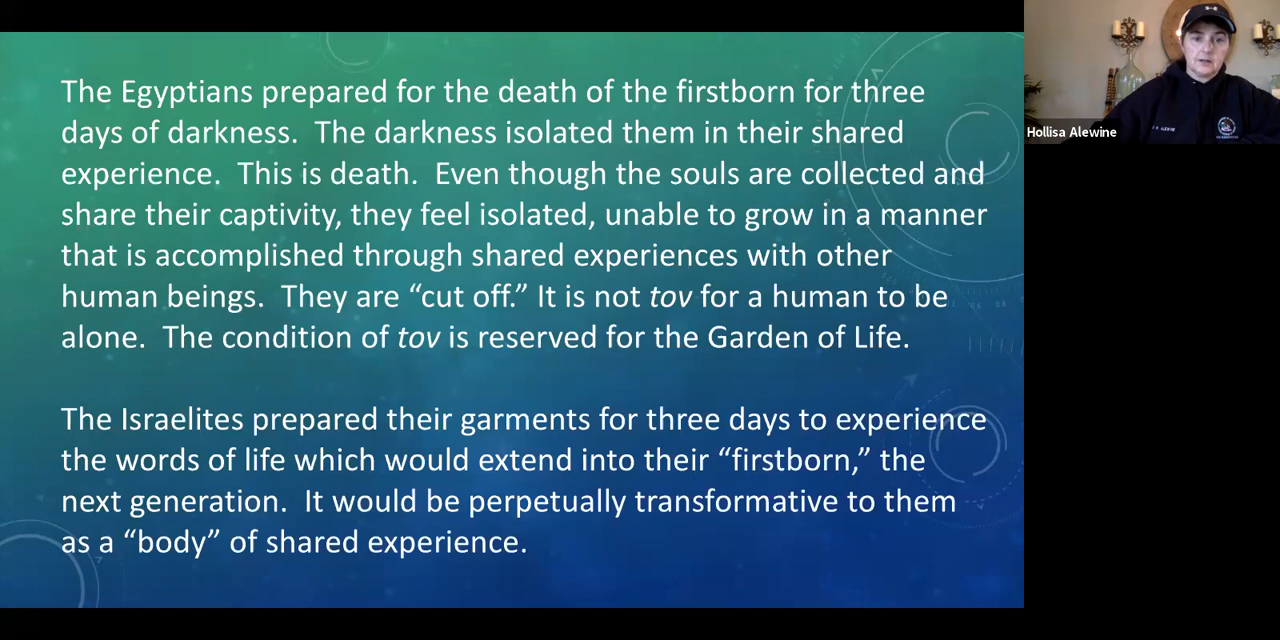 The Egyptians prepared for the death of the firstborn for three
days of darkness.  The darkness isolated them in their shared
experience.  This is death.  Even though the souls are collected and
share their captivity, they feel isolated, unable to grow in a manner
that is accomplished through shared experiences with other
human beings.  They are “cut off.” It is not tov for a human to be
alone.  The condition of tov is reserved for the Garden of Life.
The Israelites prepared their garments for three days to experience
the words of life which would extend into their “firstborn,” the
next generation.  It would be perpetually transformative to them
as a “body” of shared experience.
Hollisa Alewine